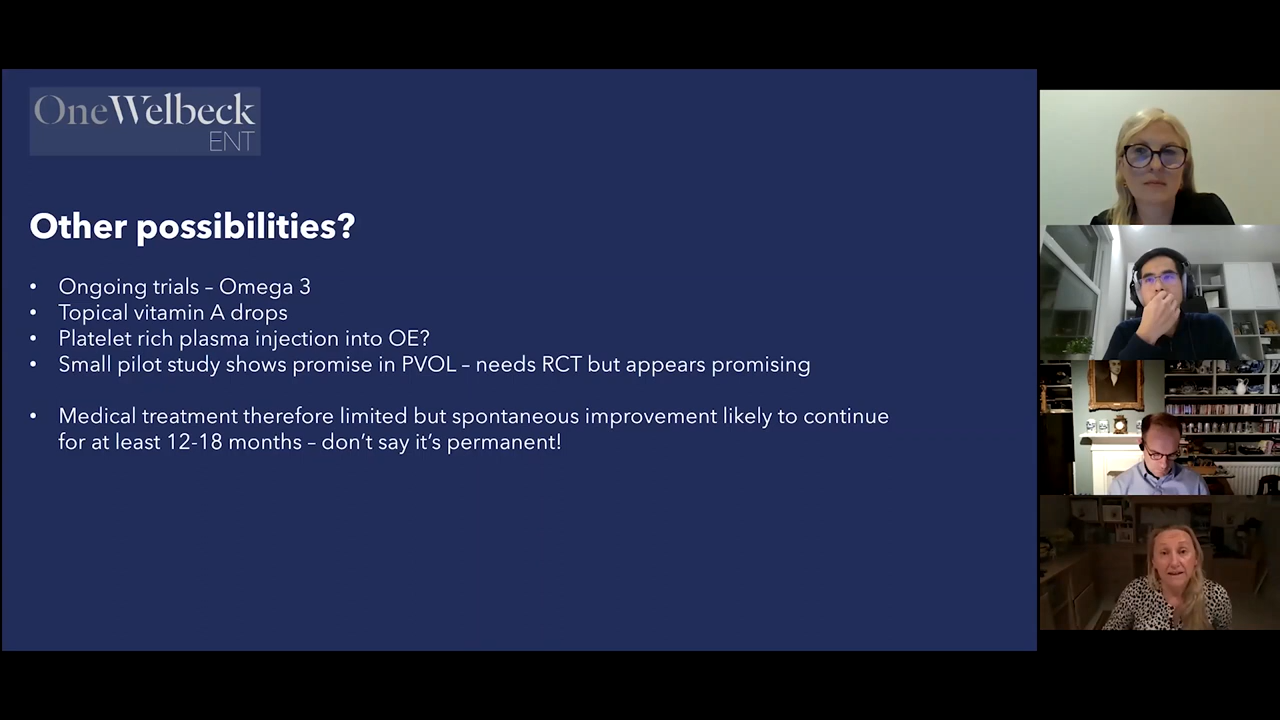 OneWelbeck
ENT
Other possibilities?
• Ongoing trials – Omega 3
• Topical vitamin A drops
• Platelet rich plasma injection into OE?
• Small pilot study shows promise in PVOL – needs RCT but appears promising
• Medical treatment therefore limited but spontaneous improvement likely to continue
for at least 12-18 months – don’t say it’s permanent!